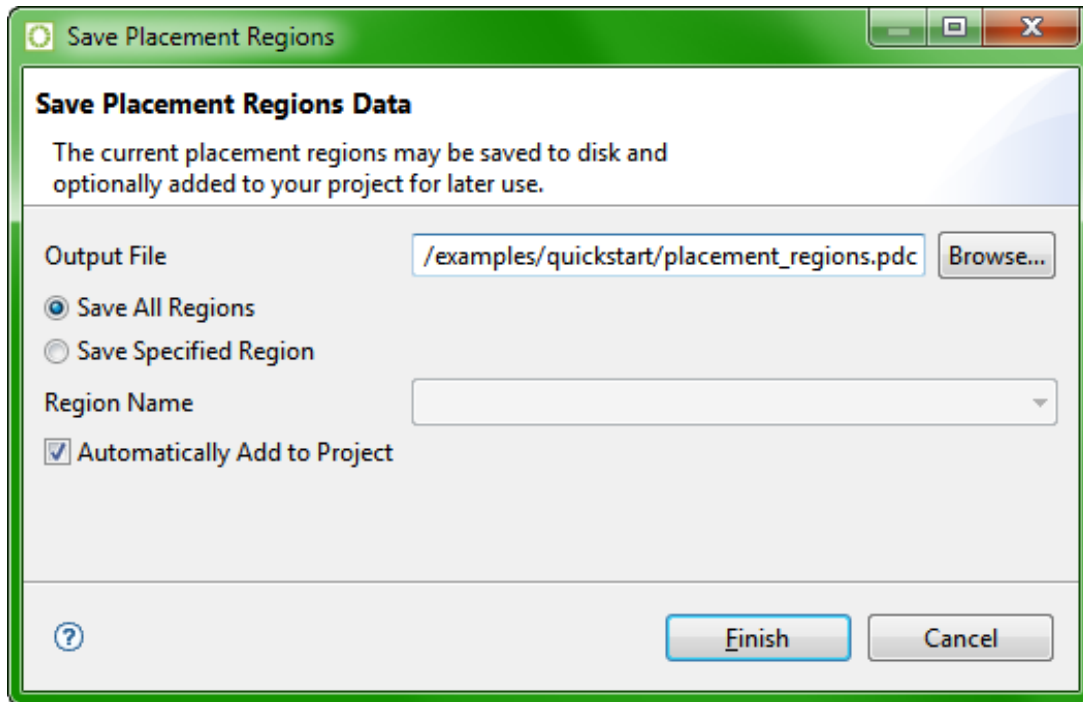 Save Placement Regions
Save Placement Regions Data
The current placement regions may be saved to disk and
optionally added to your project for later use.
Output File /examples/quickstart/placement_regions.pdc Browse...
Save All Regions
Save Specified Region
Region Name
Automatically Add to Project
Finish Cancel